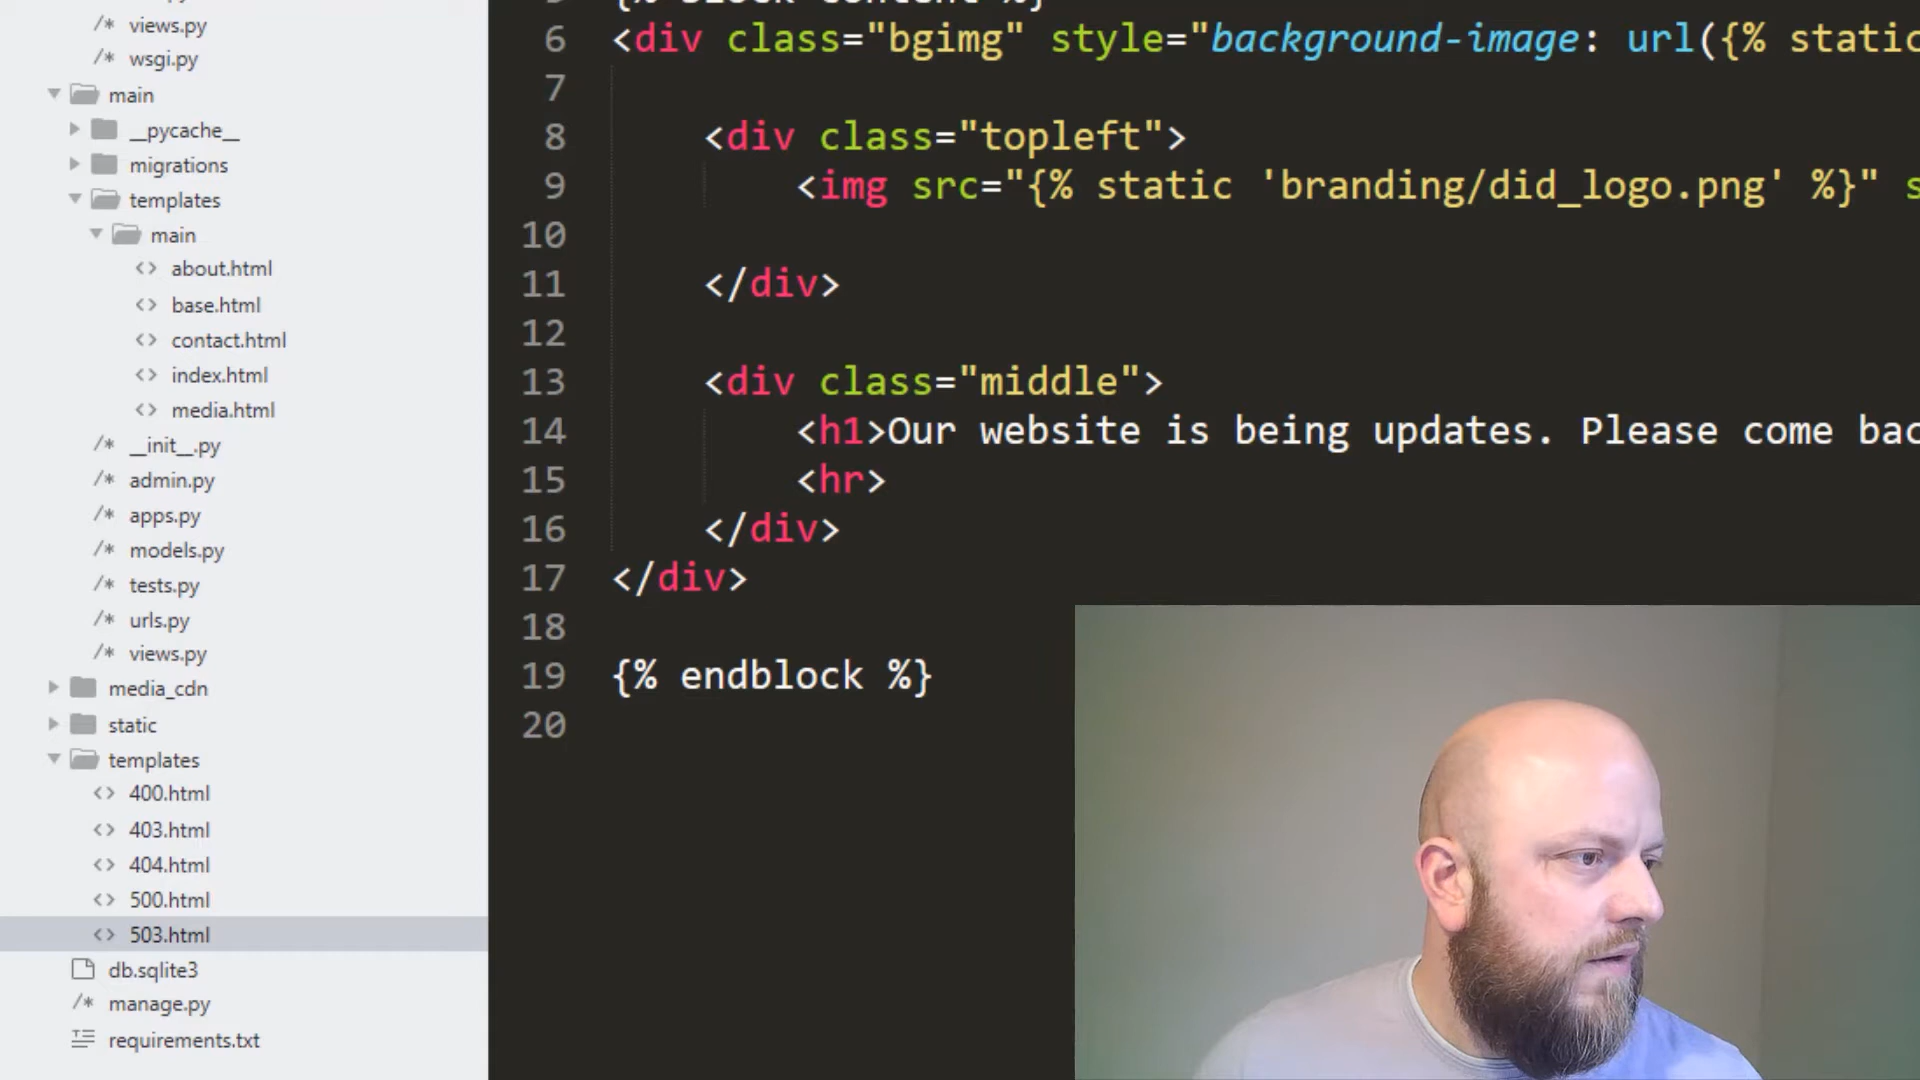 views.py
wsgi.py
main
__pycache__
migrations
templates
main
about.html
base.html
contact.html
index.html
media.html
__init__.py
admin.py
apps.py
models.py
tests.py
urls.py
views.py
media_cdn
static
templates
400.html
403.html
404.html
500.html
503.html
db.sqlite3
manage.py
requirements.txt
{% block content %}
6 <div class="bgimg" style="background-image: url({% static
7
8 <div class="topleft">
9 <img src="{% static 'branding/did_logo.png' %}" s
10
11 </div>
12
13 <div class="middle">
14 <h1>Our website is being updates. Please come bac
15 <hr>
16 </div>
17 </div>
18
19 {% endblock %}
20